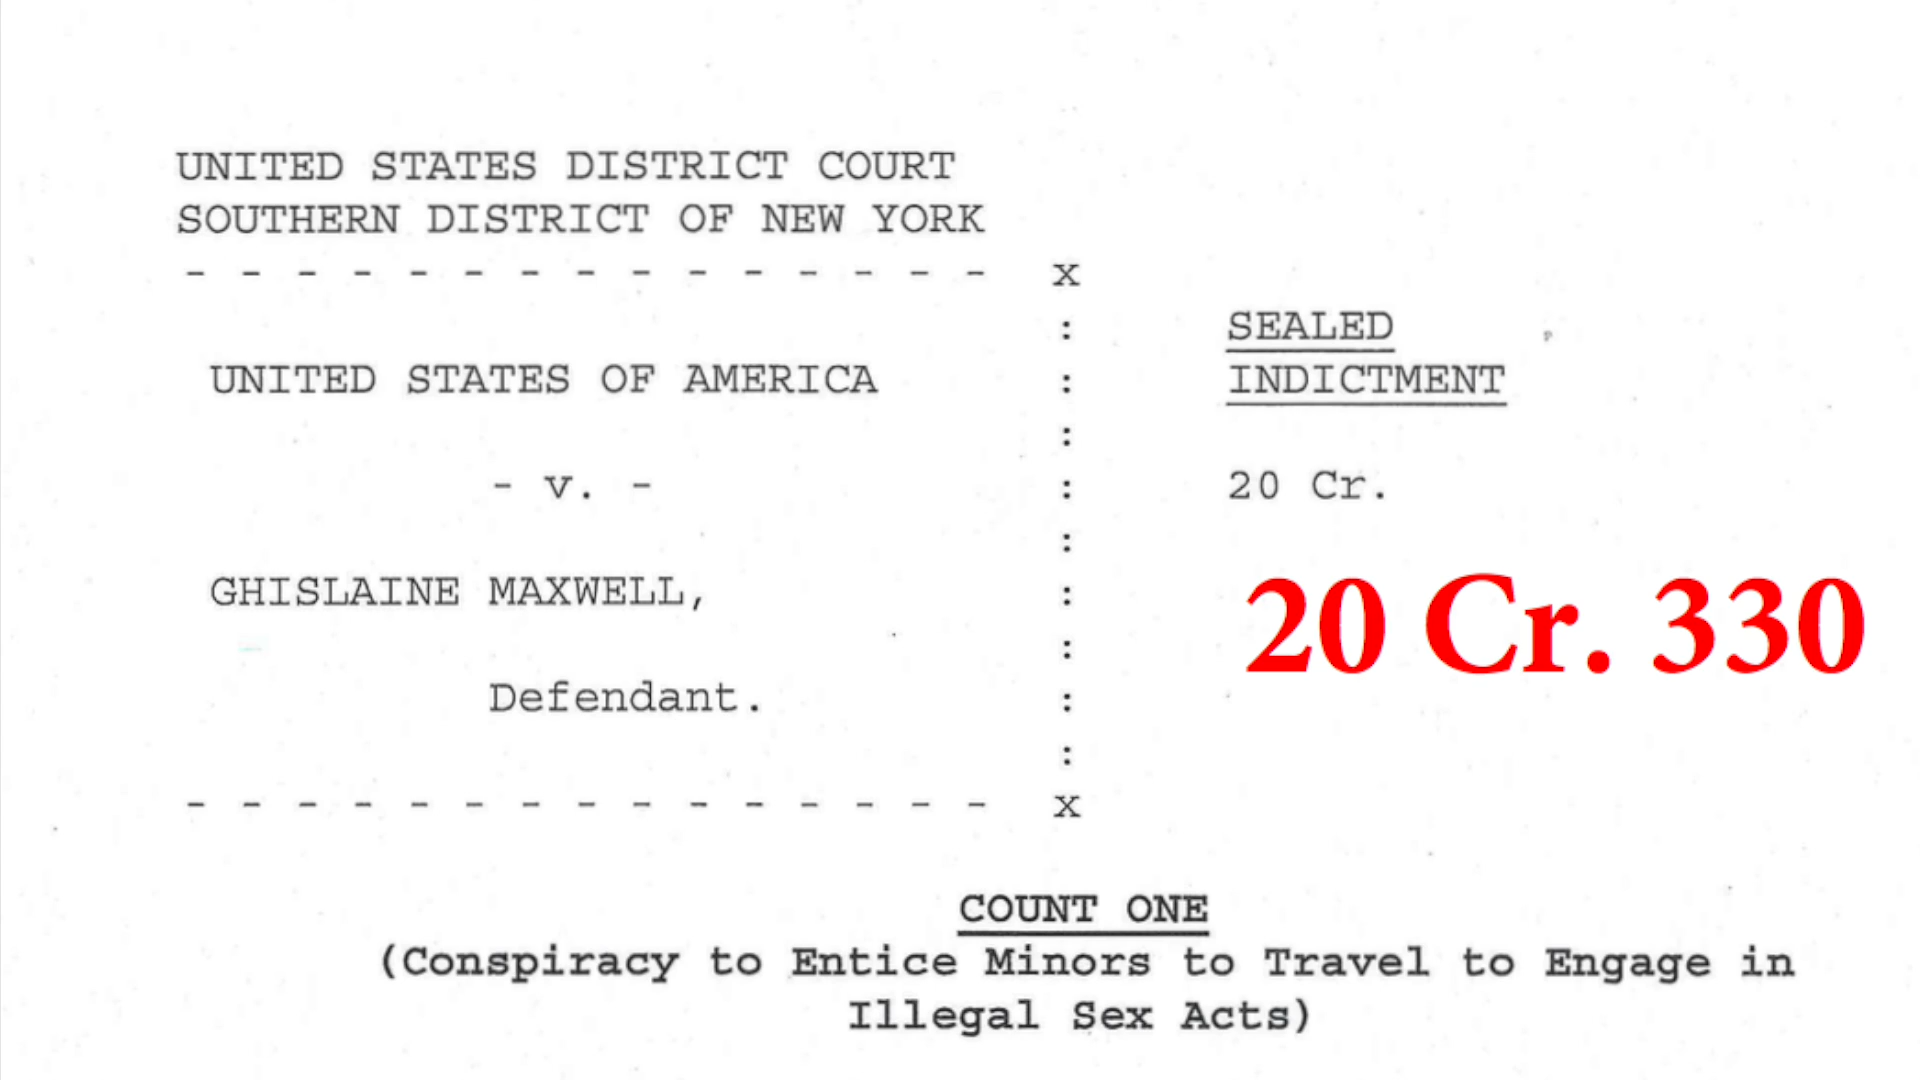 UNITED STATES DISTRICT COURT
SOUTHERN DISTRICT OF NEW YORK
- - - - - - - - - - - - - - - x
:
SEALED
UNITED STATES OF AMERICA : INDICTMENT
:
- v. - : 20 Cr.
:
GHISLAINE MAXWELL, :
20 Cr. 330
:
Defendant. :
:
- - - - - - - - - - - - - - - x
COUNT ONE
(Conspiracy to Entice Minors to Travel to Engage in
Illegal Sex Acts)